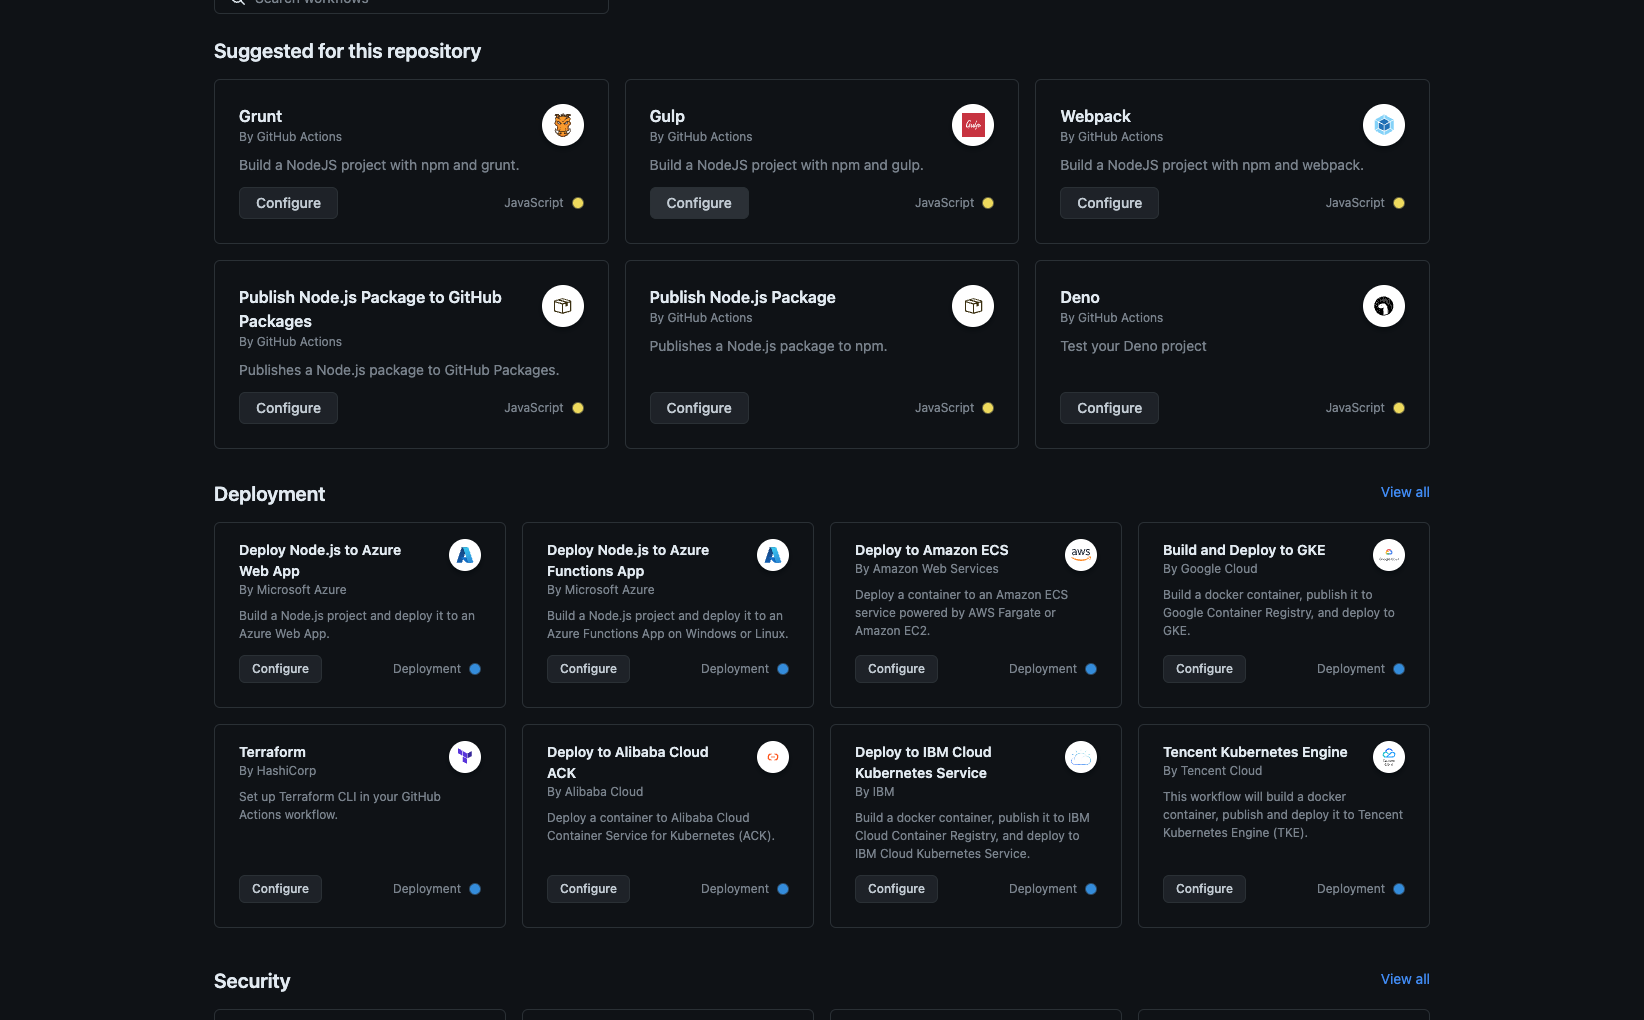 Search workflows
Suggested for this repository
Grunt
By GitHub Actions
Build a NodeJS project with npm and grunt.
Configure
JavaScript
Gulp
By GitHub Actions
Gulp
Build a NodeJS project with npm and gulp.
Configure
JavaScript
Webpack
By GitHub Actions
Build a NodeJS project with npm and webpack.
Configure
JavaScript
Publish Node.js Package to GitHub
Packages
By GitHub Actions
Publishes a Node.js package to GitHub Packages.
Configure
JavaScript
Publish Node.js Package
By GitHub Actions
Publishes a Node.js package to npm.
Configure
JavaScript
Deno
By GitHub Actions
Test your Deno project
Configure
JavaScript
Deployment
View all
Deploy Node.js to Azure
Web App
By Microsoft Azure
Build a Node.js project and deploy it to an
Azure Web App.
Configure
Deployment
Deploy Node.js to Azure
Functions App
By Microsoft Azure
Build a Node.js project and deploy it to an
Azure Functions App on Windows or Linux.
Configure
Deployment
Deploy to Amazon ECS
By Amazon Web Services
aws
Deploy a container to an Amazon ECS
service powered by AWS Fargate or
Amazon EC2.
Configure
Deployment
Build and Deploy to GKE
By Google Cloud
Build a docker container, publish it to
Google Container Registry, and deploy to
GKE.
Configure
Deployment
Terraform
By HashiCorp
Set up Terraform CLI in your GitHub
Actions workflow.
Configure
Deployment
Deploy to Alibaba Cloud
ACK
By Alibaba Cloud
Deploy a container to Alibaba Cloud
Container Service for Kubernetes (ACK).
Configure
Deployment
Deploy to IBM Cloud
Kubernetes Service
By IBM
Build a docker container, publish it to IBM
Cloud Container Registry, and deploy to
IBM Cloud Kubernetes Service.
Configure
Deployment
Tencent Kubernetes Engine
By Tencent Cloud
This workflow will build a docker
container, publish and deploy it to Tencent
Kubernetes Engine (TKE).
Configure
Deployment
Security
View all